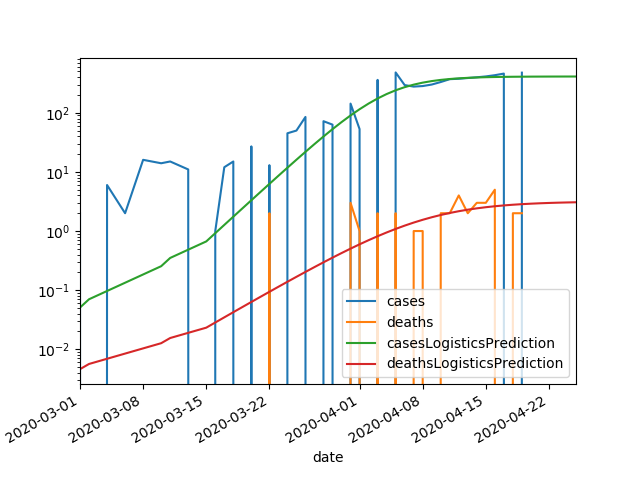 10²
10¹
10⁰
10⁻¹
10⁻²
cases
deaths
casesLogisticsPrediction
deathsLogisticsPrediction
2020-03-01
2020-03-08
2020-03-15
2020-03-22
2020-04-01
2020-04-08
2020-04-15
2020-04-22
date